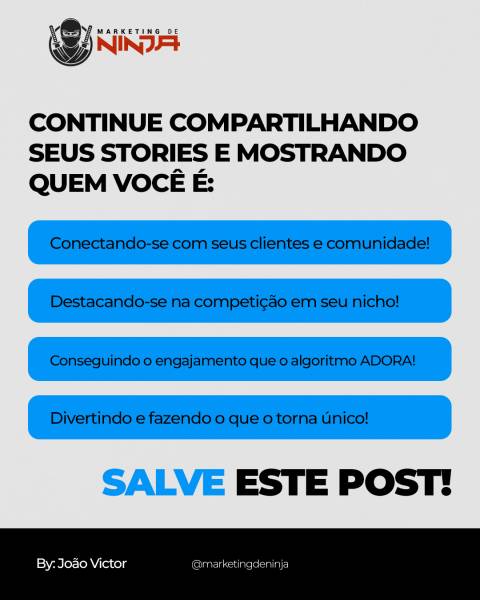 MARKETING DE
NINJA
CONTINUE COMPARTILHANDO
SEUS STORIES E MOSTRANDO
QUEM VOCÊ É:
Conectando-se com seus clientes e comunidade!
Destacando-se na competição em seu nicho!
Conseguindo o engajamento que o algoritmo ADORA!
Divertindo e fazendo o que o torna único!
SALVE ESTE POST!
By: João Victor
@marketingdeninja